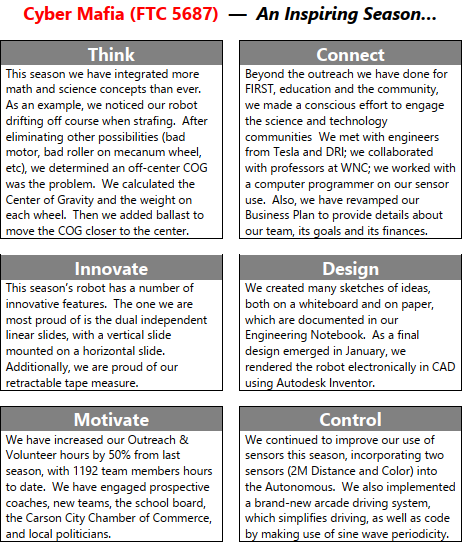 Cyber Mafia (FTC 5687) — An Inspiring Season…
Think
This season we have integrated more
math and science concepts than ever.
As an example, we noticed our robot
drifting off course when strafing. After
eliminating other possibilities (bad
motor, bad roller on mecanum wheel,
etc), we determined an off-center COG
was the problem. We calculated the
Center of Gravity and the weight on
each wheel. Then we added ballast to
move the COG closer to the center.
Connect
Beyond the outreach we have done for
FIRST, education and the community,
we made a conscious effort to engage
the science and technology
communities We met with engineers
from Tesla and DRI; we collaborated
with professors at WNC; we worked with
a computer programmer on our sensor
use. Also, we have revamped our
Business Plan to provide details about
our team, its goals and its finances.
Innovate
This season's robot has a number of
innovative features. The one we are
most proud of is the dual independent
linear slides, with a vertical slide
mounted on a horizontal slide.
Additionally, we are proud of our
retractable tape measure.
Design
We created many sketches of ideas,
both on a whiteboard and on paper,
which are documented in our
Engineering Notebook. As a final
design emerged in January, we
rendered the robot electronically in CAD
using Autodesk Inventor.
Motivate
We have increased our Outreach &
Volunteer hours by 50% from last
season, with 1192 team members hours
to date. We have engaged prospective
coaches, new teams, the school board,
the Carson City Chamber of Commerce,
and local politicians.
Control
We continued to improve our use of
sensors this season, incorporating two
sensors (2M Distance and Color) into
the Autonomous. We also implemented
a brand-new arcade driving system,
which simplifies driving, as well as code
by making use of sine wave periodicity.